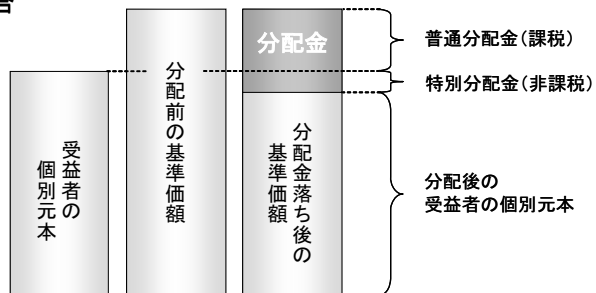 合
受益者の
個別元本
分配前の基準価額
分配金
分配金落ち後の
基準価額
普通分配金(課税)
特別分配金(非課税)
分配後の
受益者の個別元本